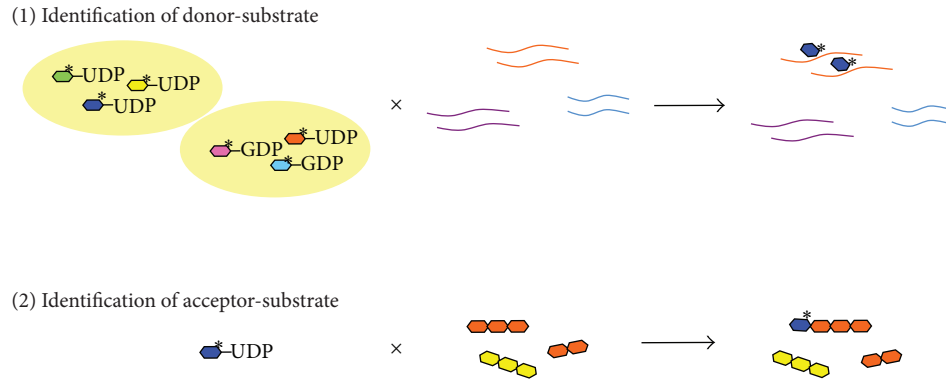 (1) Identification of donor-substrate
* UDP
* UDP
* UDP
* UDP
* GDP
* GDP
×
* *
(2) Identification of acceptor-substrate
* UDP
×
*